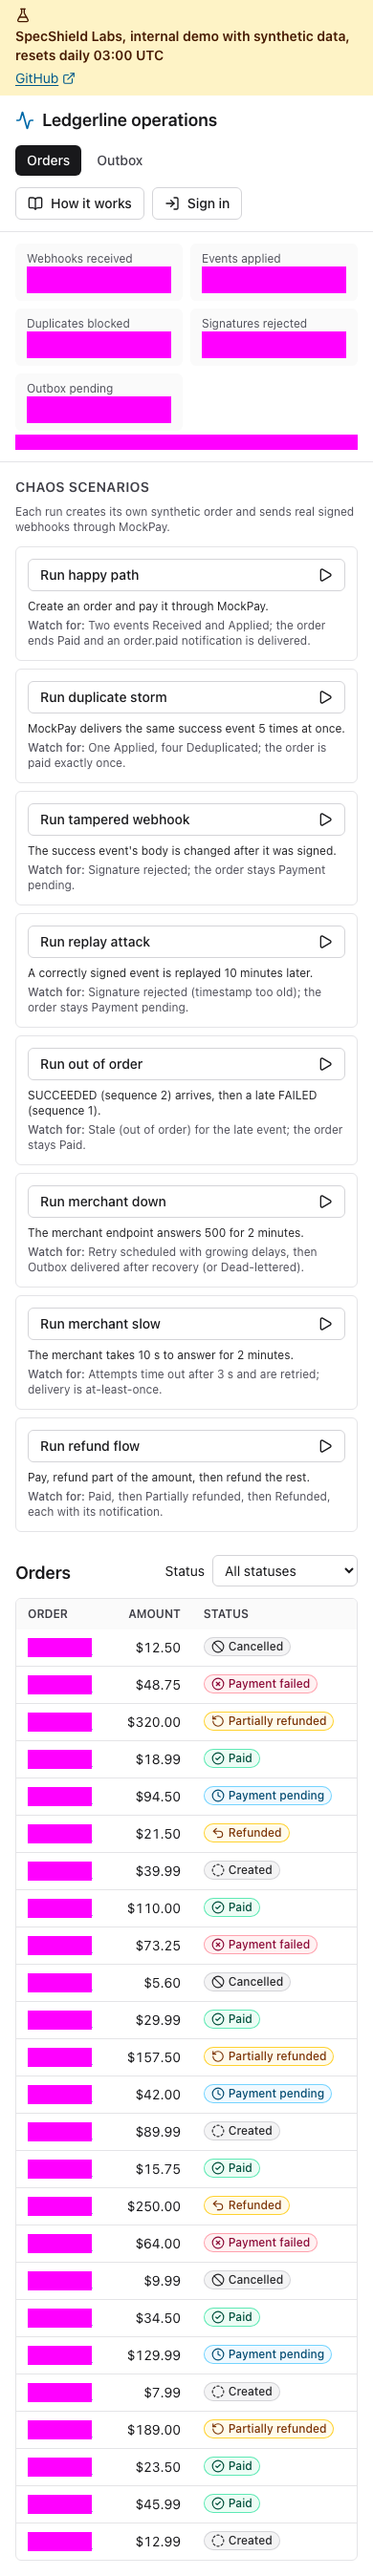 SpecShield Labs, internal demo with synthetic data,
resets daily 03:00 UTC
GitHub
Ledgerline operations
Orders Outbox
How it works Sign in
Webhooks received Events applied
Duplicates blocked Signatures rejected
Outbox pending
CHAOS SCENARIOS
Each run creates its own synthetic order and sends real signed
webhooks through MockPay.
Run happy path
Create an order and pay it through MockPay.
Watch for: Two events Received and Applied; the order
ends Paid and an order.paid notification is delivered.
Run duplicate storm
MockPay delivers the same success event 5 times at once.
Watch for: One Applied, four Deduplicated; the order is
paid exactly once.
Run tampered webhook
The success event's body is changed after it was signed.
Watch for: Signature rejected; the order stays Payment
pending.
Run replay attack
A correctly signed event is replayed 10 minutes later.
Watch for: Signature rejected (timestamp too old); the
order stays Payment pending.
Run out of order
SUCCEEDED (sequence 2) arrives, then a late FAILED
(sequence 1).
Watch for: Stale (out of order) for the late event; the order
stays Paid.
Run merchant down
The merchant endpoint answers 500 for 2 minutes.
Watch for: Retry scheduled with growing delays, then
Outbox delivered after recovery (or Dead-lettered).
Run merchant slow
The merchant takes 10 s to answer for 2 minutes.
Watch for: Attempts time out after 3 s and are retried;
delivery is at-least-once.
Run refund flow
Pay, refund part of the amount, then refund the rest.
Watch for: Paid, then Partially refunded, then Refunded,
each with its notification.
Orders Status All statuses
ORDER AMOUNT STATUS
$12.50 Cancelled
$48.75 Payment failed
$320.00 Partially refunded
$18.99 Paid
$94.50 Payment pending
$21.50 Refunded
$39.99 Created
$110.00 Paid
$73.25 Payment failed
$5.60 Cancelled
$29.99 Paid
$157.50 Partially refunded
$42.00 Payment pending
$89.99 Created
$15.75 Paid
$250.00 Refunded
$64.00 Payment failed
$9.99 Cancelled
$34.50 Paid
$129.99 Payment pending
$7.99 Created
$189.00 Partially refunded
$23.50 Paid
$45.99 Paid
$12.99 Created